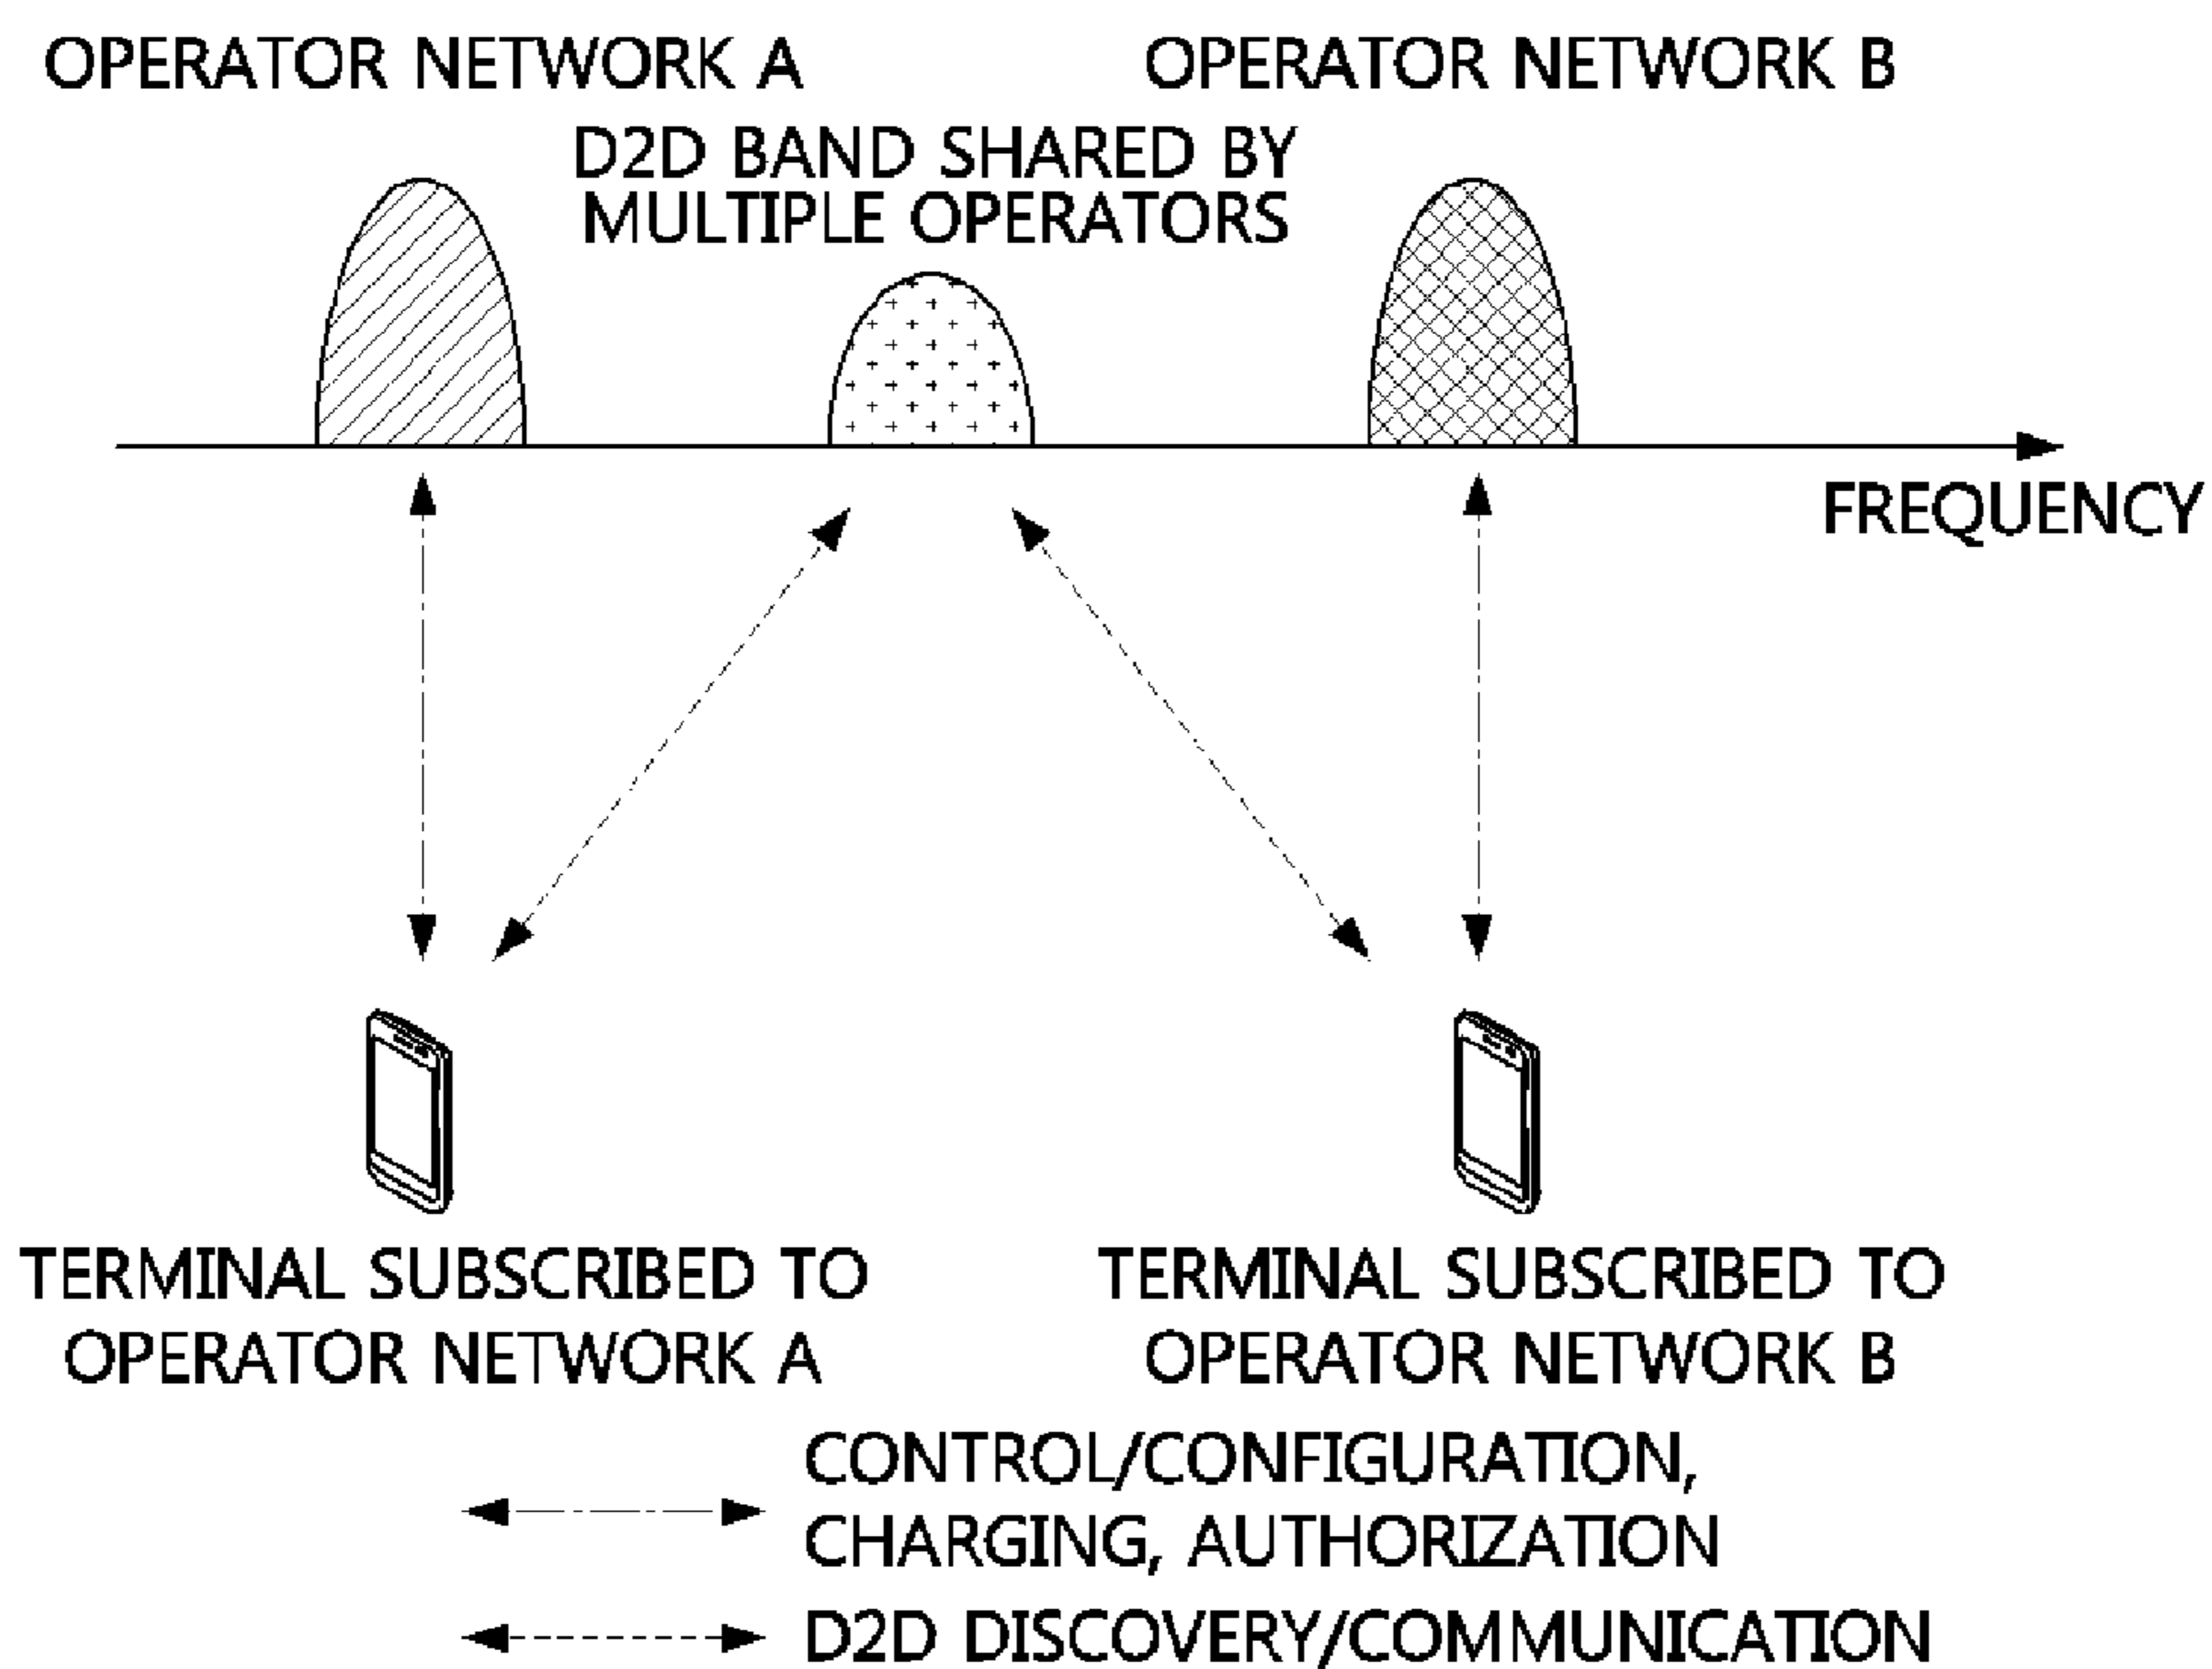 OPERATOR NETWORK A
OPERATOR NETWORK B
D2D BAND SHARED BY
MULTIPLE OPERATORS
FREQUENCY
TERMINAL SUBSCRIBED TO
OPERATOR NETWORK A
TERMINAL SUBSCRIBED TO
OPERATOR NETWORK B
CONTROL/CONFIGURATION,
CHARGING, AUTHORIZATION
D2D DISCOVERY/COMMUNICATION